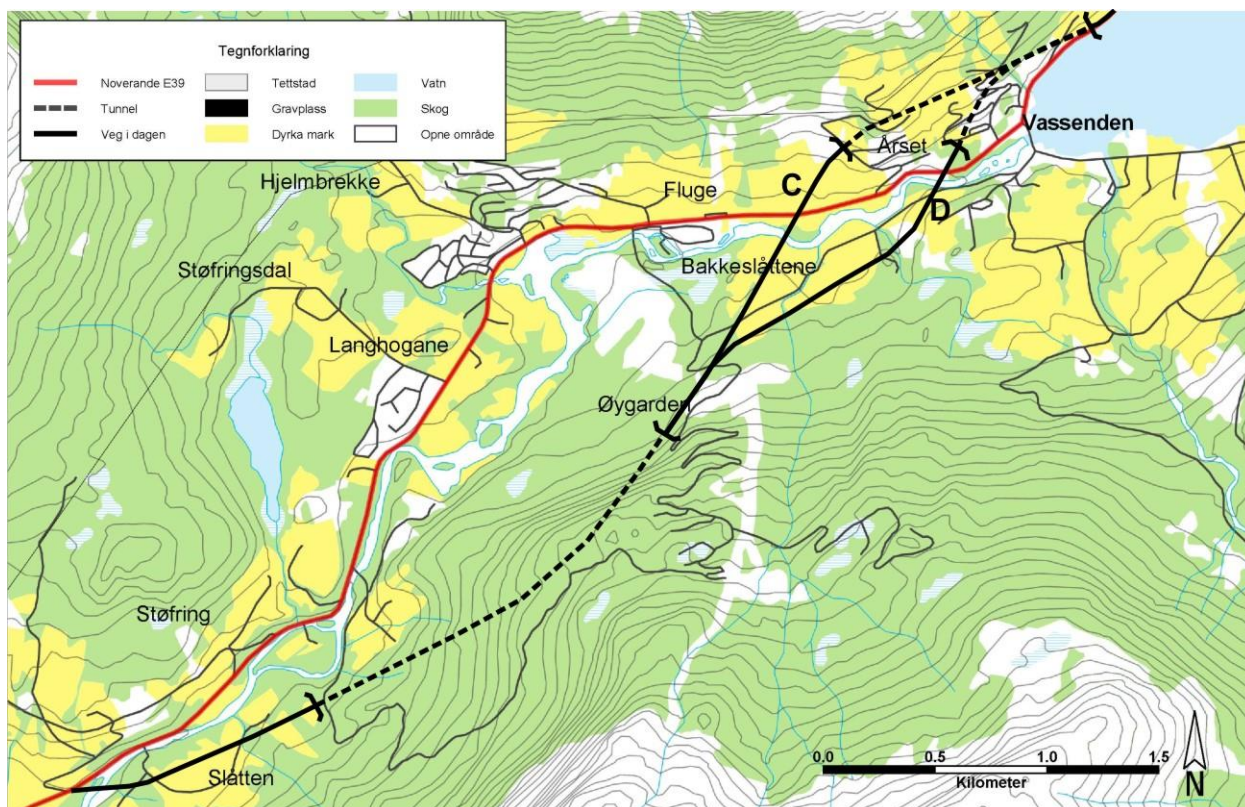 Tegnforklaring
Noverande E39
Tettstad
Vatn
Tunnel
Gravplass
Skog
Veg i dagen
Dyrka mark
Opne område
Vassenden
Årset
Hjelmbrekke
Fluge
C
D
Støfringsdal
Bakkeslåttene
Langhogane
Øygarden
Støfring
Slåtten
0.0 0.5 1.0 1.5
Kilometer
N